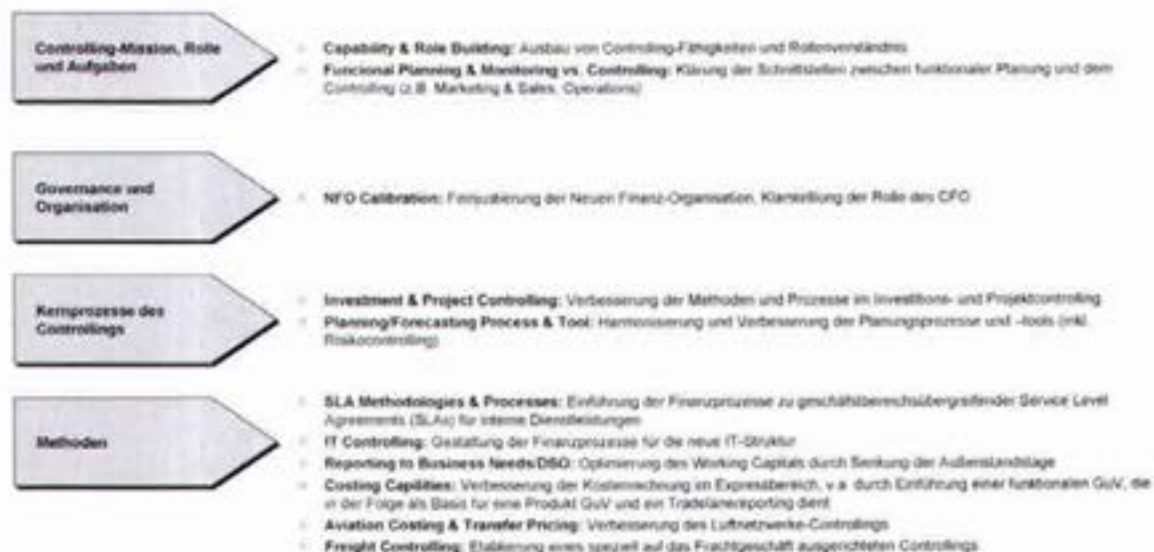 Controlling-Mission, Rolle
und Aufgaben
Capability & Role Building: Ausbau von Controlling-Fähigkeiten und Rollenverständnis
Funcional Planning & Monitoring vs. Controlling: Klärung der Schnittstellen zwischen funktionaler Planung und dem
Controlling (z.B. Marketing & Sales, Operations)
Governance und
Organisation
NFO Calibration: Feinjustierung der Neuen Finanz-Organisation, Klarstellung der Rolle des CFO
Kernprozesse des
Controllings
Investment & Project Controlling: Verbesserung der Methoden und Prozesse im Investitions- und Projektcontrolling
Planning/Forecasting Process & Tool: Harmonisierung und Verbesserung der Planungsprozesse und –tools (inkl.
Risikocontrolling)
Methoden
SLA Methodologies & Processes: Einführung der Finanzprozesse zu geschäftsbereichsübergreifender Service Level
Agreements (SLAs) für interne Dienstleistungen
IT Controlling: Gestaltung der Finanzprozesse für die neue IT-Struktur
Reporting to Business Needs/DSO: Optimierung des Working Capitals durch Senkung der Außenstandstage
Costing Capilities: Verbesserung der Kostenrechnung im Expressbereich, v.a. durch Einführung einer funktionalen GuV, die
in der Folge als Basis für eine Produkt GuV und ein Tradelanereporting dient
Aviation Costing & Transfer Pricing: Verbesserung des Luftnetzwerke-Controllings
Freight Controlling: Etablierung eines speziell auf das Frachtgeschäft ausgerichteten Controllings